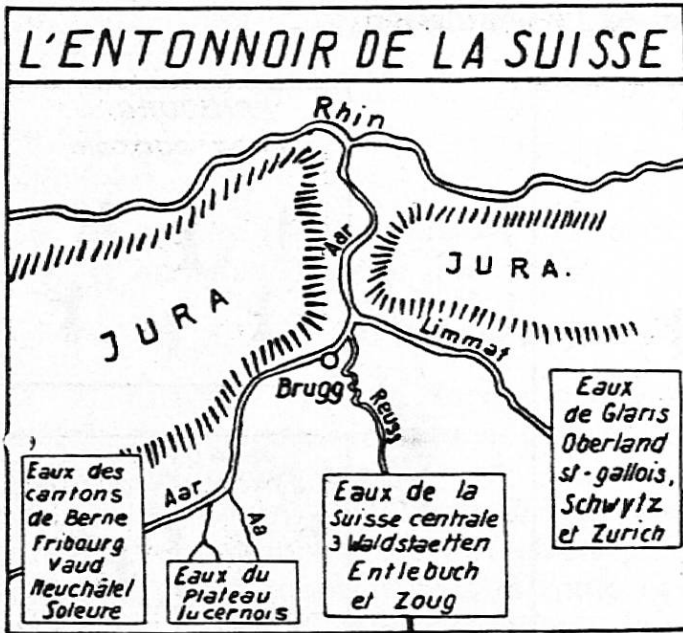 L'ENTONNOIR DE LA SUISSE
Rhin
Aar
JURA.
JURA
Limmat
Brugg
Reuss
Eaux
de Glaris
Oberland
st-gallois,
Schwytz
et Zurich
Aar
Aa
Eaux des
cantons
de Berne
Fribourg
Vaud
Neuchâtel
Soleure
Eaux du
Plateau
lucernois
Eaux de la
Suisse centrale
3 Waldstaetten
Entlebuch
et Zoug